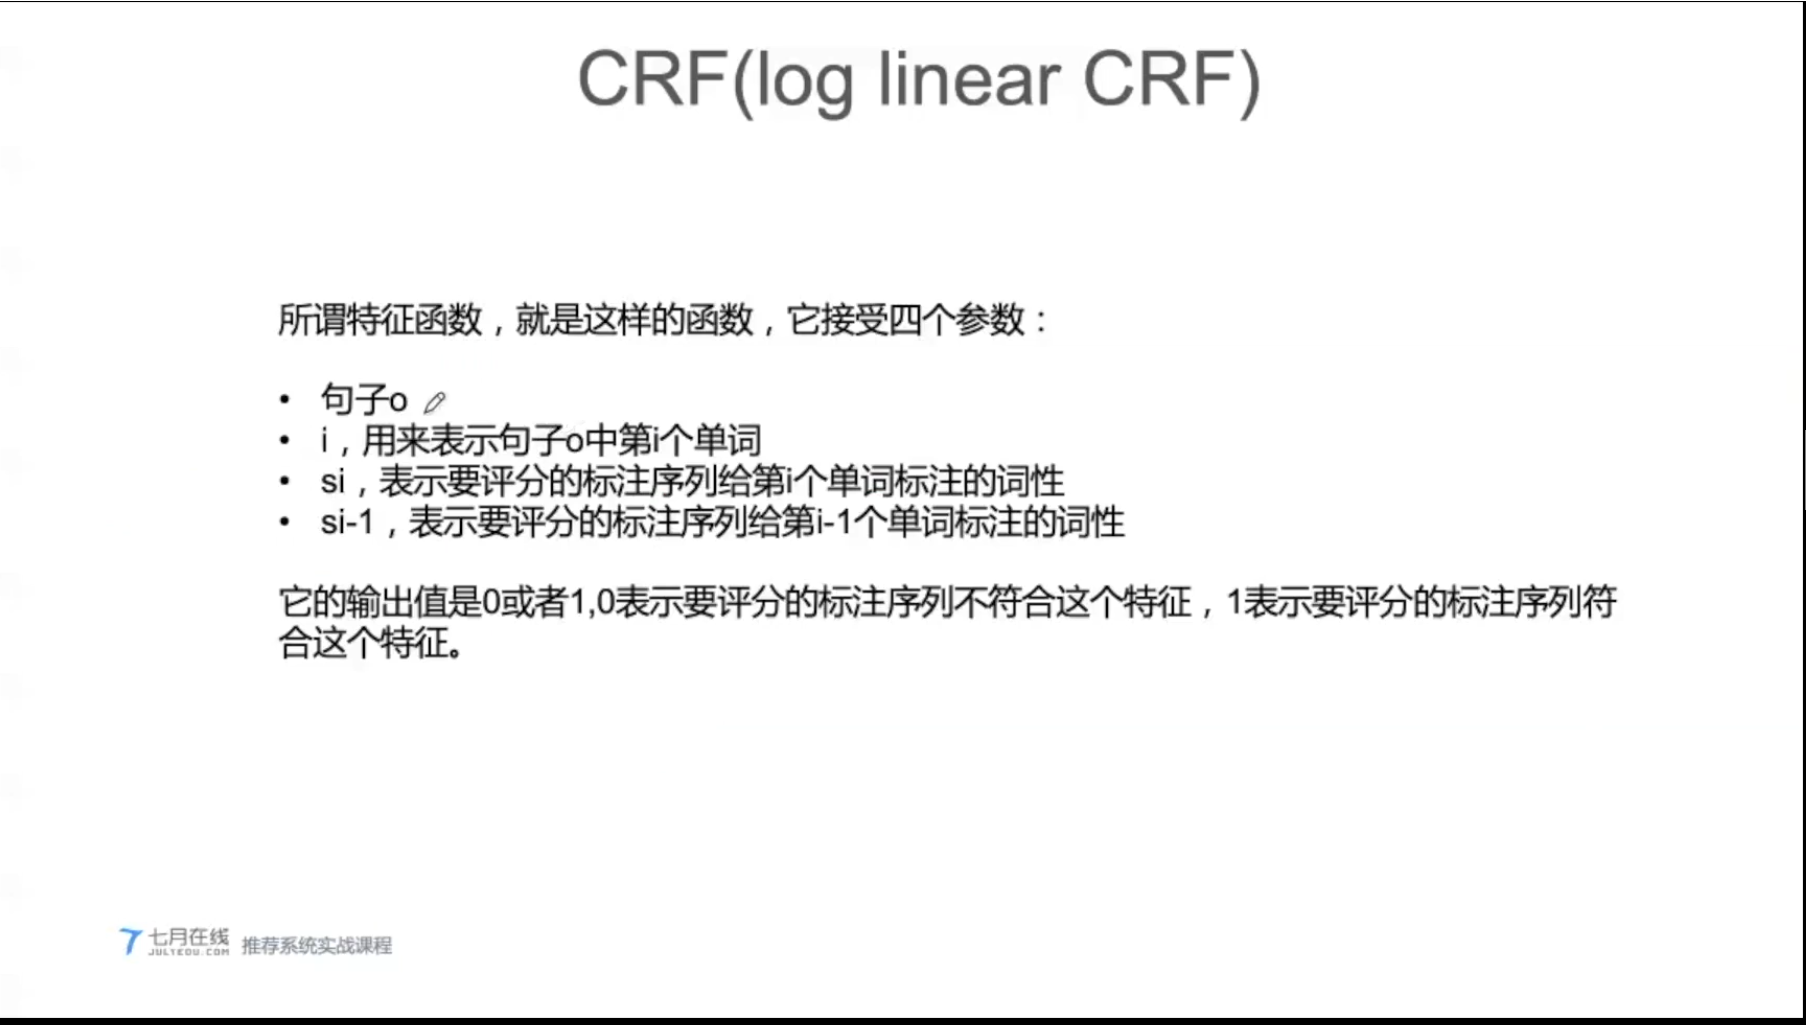 CRF(log linear CRF)
所谓特征函数，就是这样的函数，它接受四个参数：
• 句子o
• i，用来表示句子o中第i个单词
• si，表示要评分的标注序列给第i个单词标注的词性
• si-1，表示要评分的标注序列给第i-1个单词标注的词性
它的输出值是0或者1,0表示要评分的标注序列不符合这个特征，1表示要评分的标注序列符
合这个特征。
七月在线 推荐系统实战课程
JULYEDU.COM